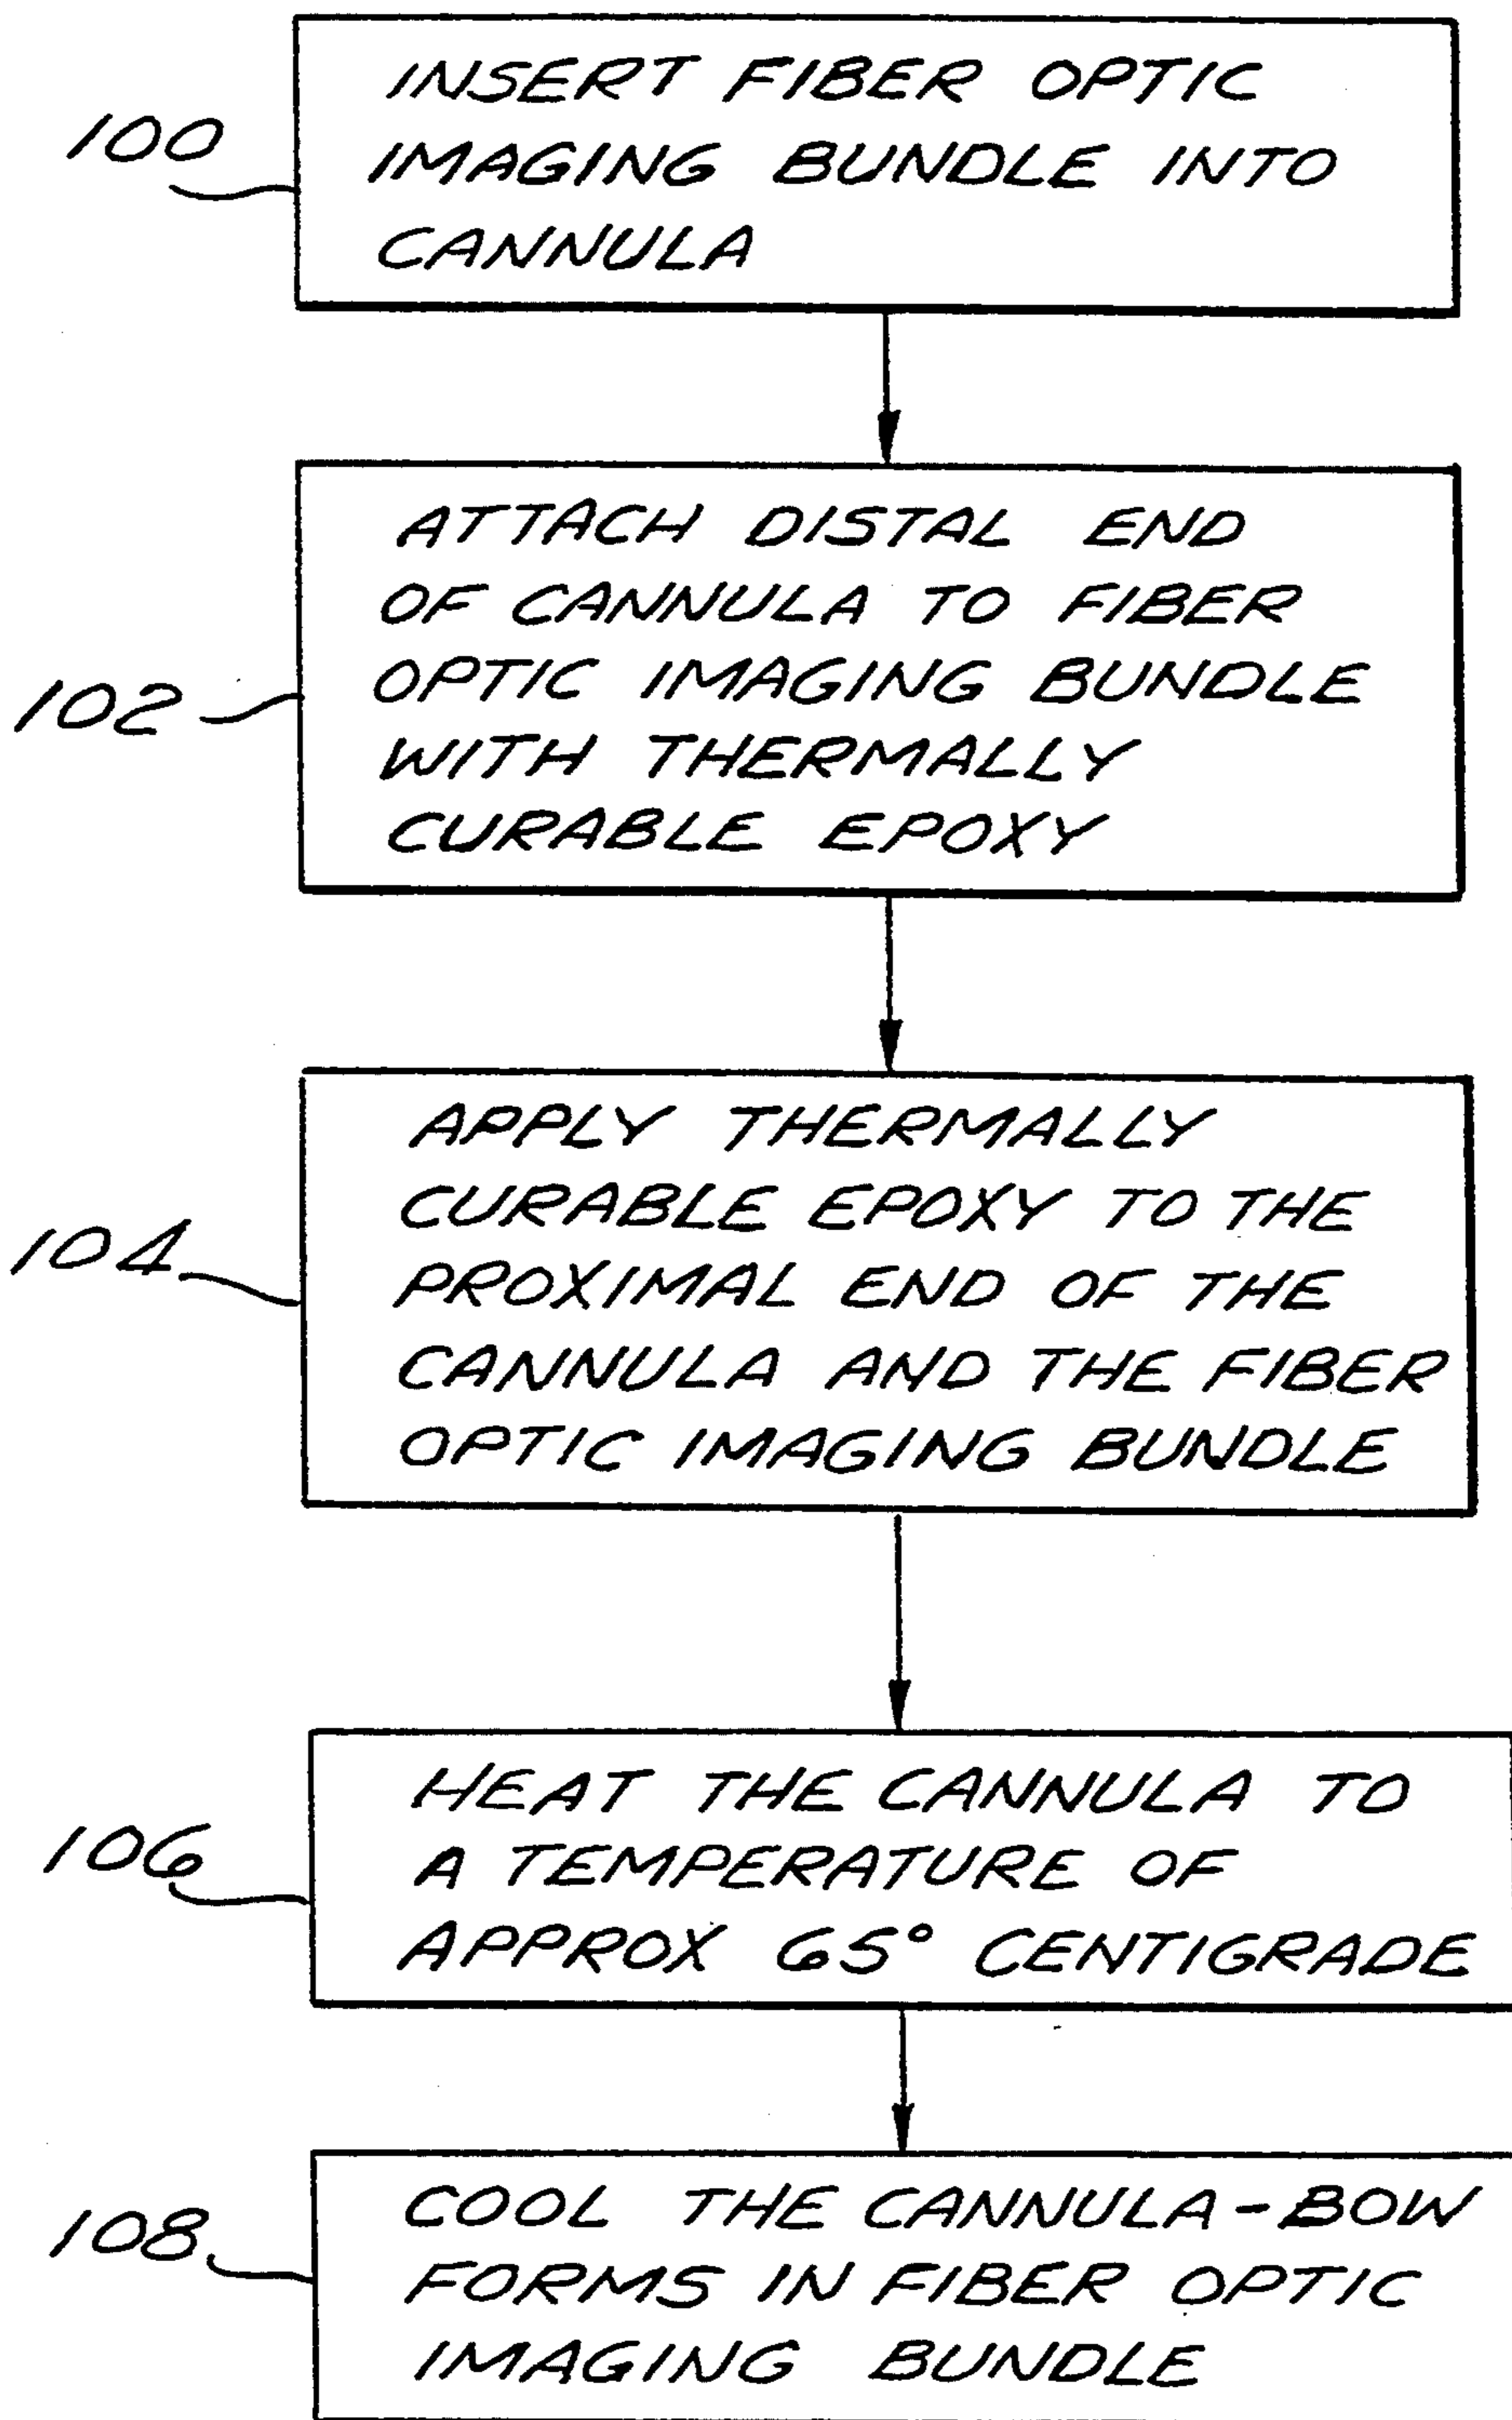 100
INSERT FIBER OPTIC
IMAGING BUNDLE INTO
CANNULA
102
ATTACH DISTAL END
OF CANNULA TO FIBER
OPTIC IMAGING BUNDLE
WITH THERMALLY
CURABLE EPOXY
104
APPLY THERMALLY
CURABLE EPOXY TO THE
PROXIMAL END OF THE
CANNULA AND THE FIBER
OPTIC IMAGING BUNDLE
106
HEAT THE CANNULA TO
A TEMPERATURE OF
APPROX 65° CENTIGRADE
108
COOL THE CANNULA-BOW
FORMS IN FIBER OPTIC
IMAGING BUNDLE